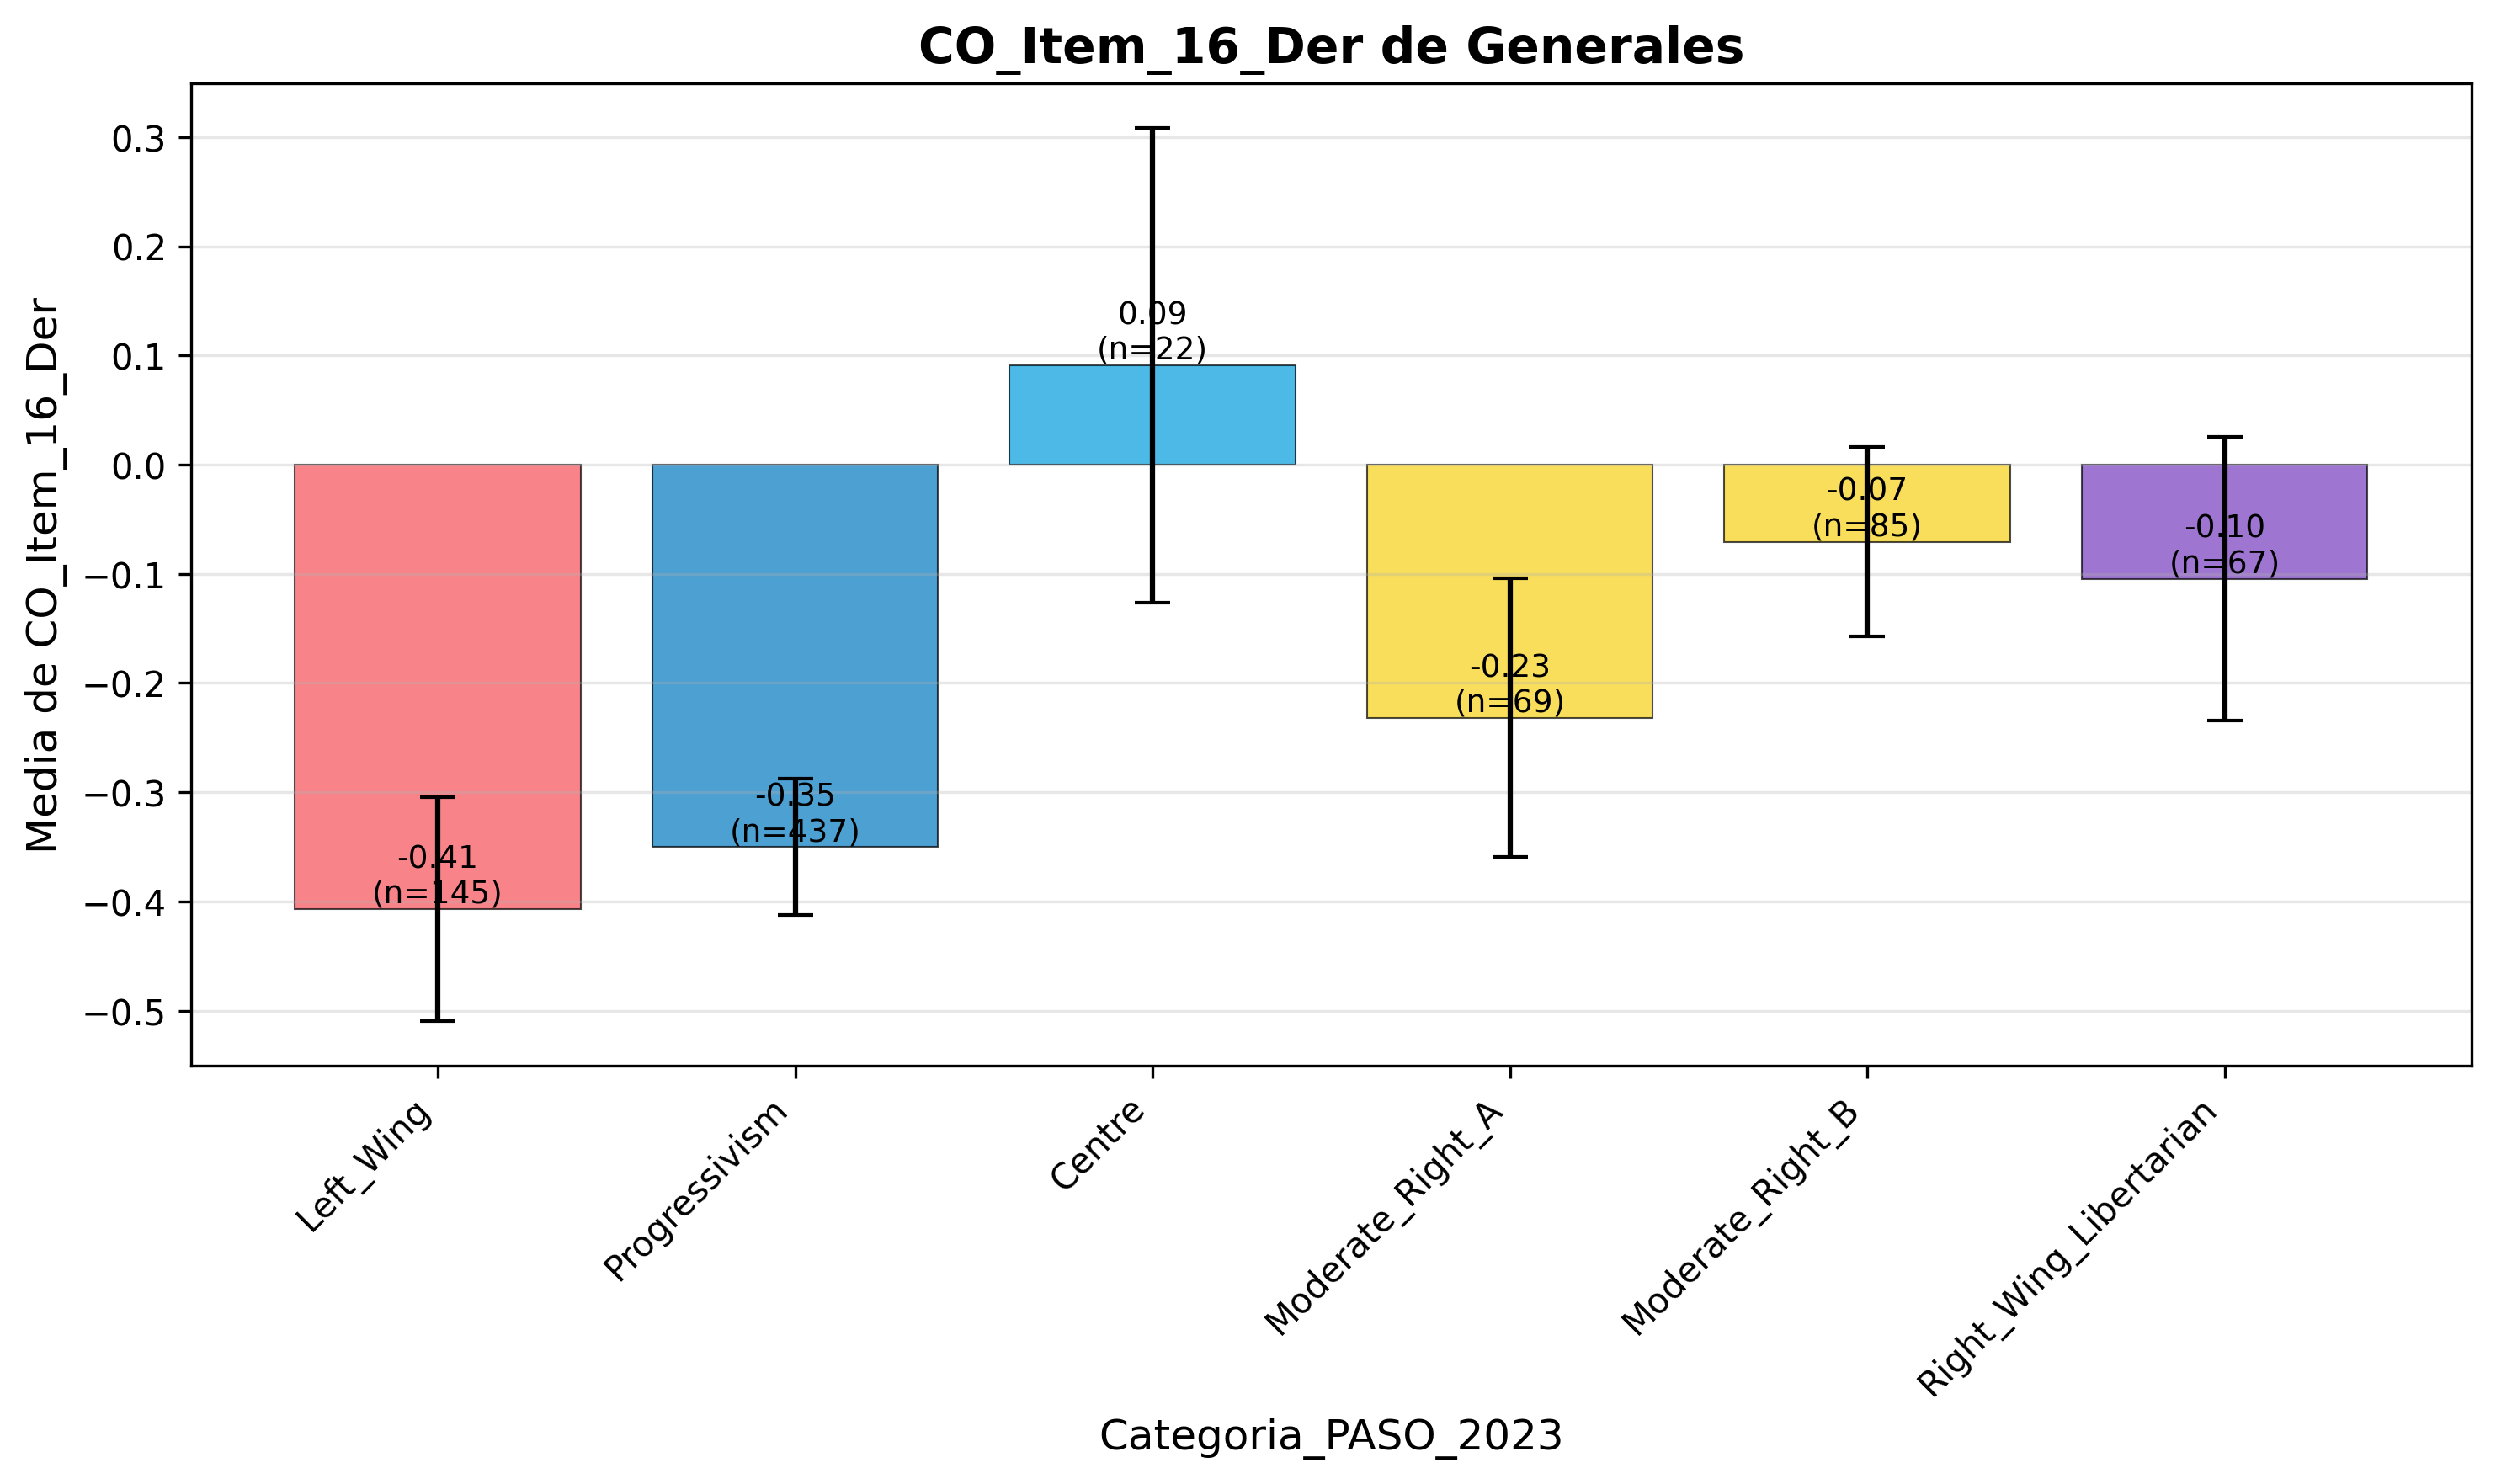 CO_Item_16_Der de Generales
Media de CO_Item_16_Der
0.3
0.2
0.1
0.0
−0.1
−0.2
−0.3
−0.4
−0.5
-0.41
(n=145)
-0.35
(n=437)
0.09
(n=22)
-0.23
(n=69)
-0.07
(n=85)
-0.10
(n=67)
Left_Wing
Progressivism
Centre
Moderate_Right_A
Moderate_Right_B
Right_Wing_Libertarian
Categoria_PASO_2023